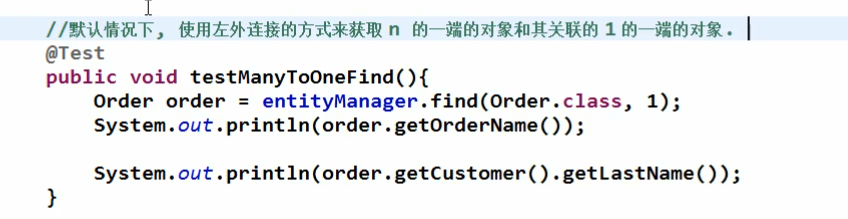 //默认情况下, 使用左外连接的方式来获取 n 的一端的对象和其关联的 1 的一端的对象.
@Test
public void testManyToOneFind(){
Order order = entityManager.find(Order.class, 1);
System.out.println(order.getOrderName());
System.out.println(order.getCustomer().getLastName());
}